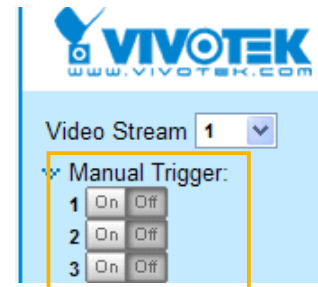 VIVOTEK
www.vivotek.com
Video Stream 1
Manual Trigger:
1 On Off
2 On Off
3 On Off